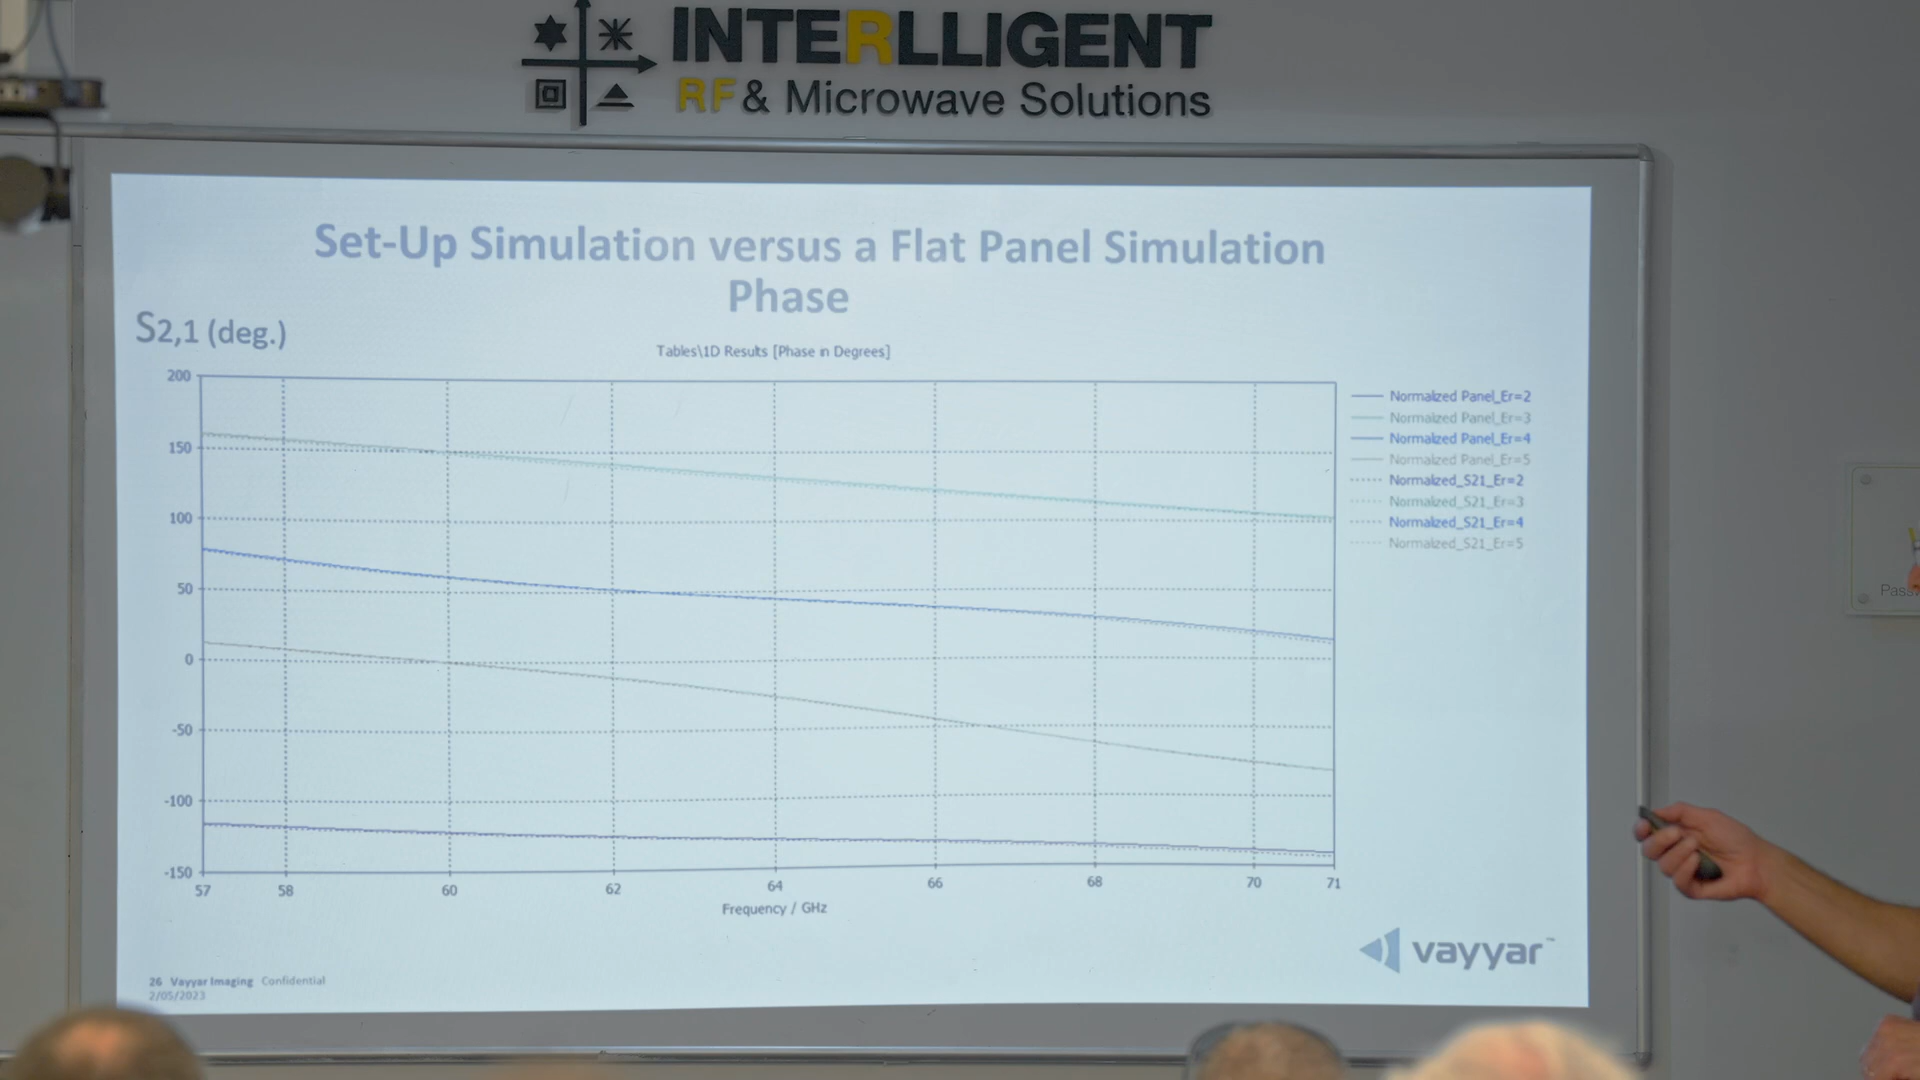 INTERLLIGENT
RF & Microwave Solutions
Set-Up Simulation versus a Flat Panel Simulation
Phase
S2,1 (deg.)
Tables\1D Results [Phase in Degrees]
200
150
100
50
0
-50
-100
-150
57
58
60
62
64
66
68
70
71
Frequency / GHz
Normalized Panel_Er=2
Normalized Panel_Er=3
Normalized Panel_Er=4
Normalized Panel_Er=5
Normalized_S21_Er=2
Normalized_S21_Er=3
Normalized_S21_Er=4
Normalized_S21_Er=5
vayyar™
26 Vayyar Imaging Confidential
2/05/2023